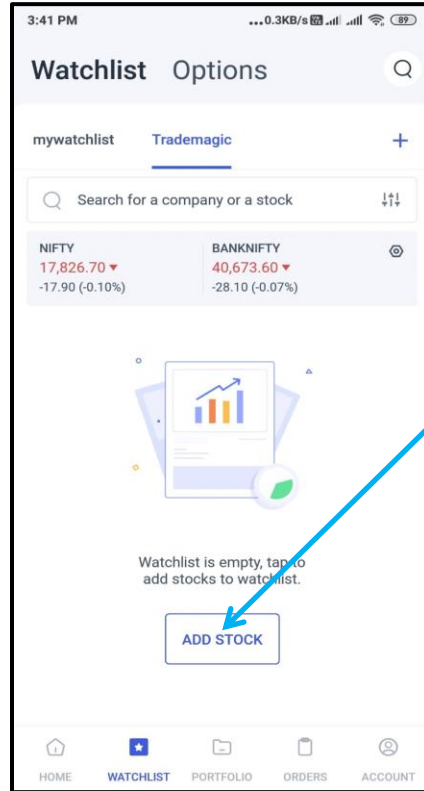 3:41 PM
...0.3KB/s 89
Watchlist Options
mywatchlist Trademagic +
Search for a company or a stock
NIFTY BANKNIFTY
17,826.70 ▼ 40,673.60 ▼
-17.90 (-0.10%) -28.10 (-0.07%)
Watchlist is empty, tap to
add stocks to watchlist.
ADD STOCK
HOME WATCHLIST PORTFOLIO ORDERS ACCOUNT